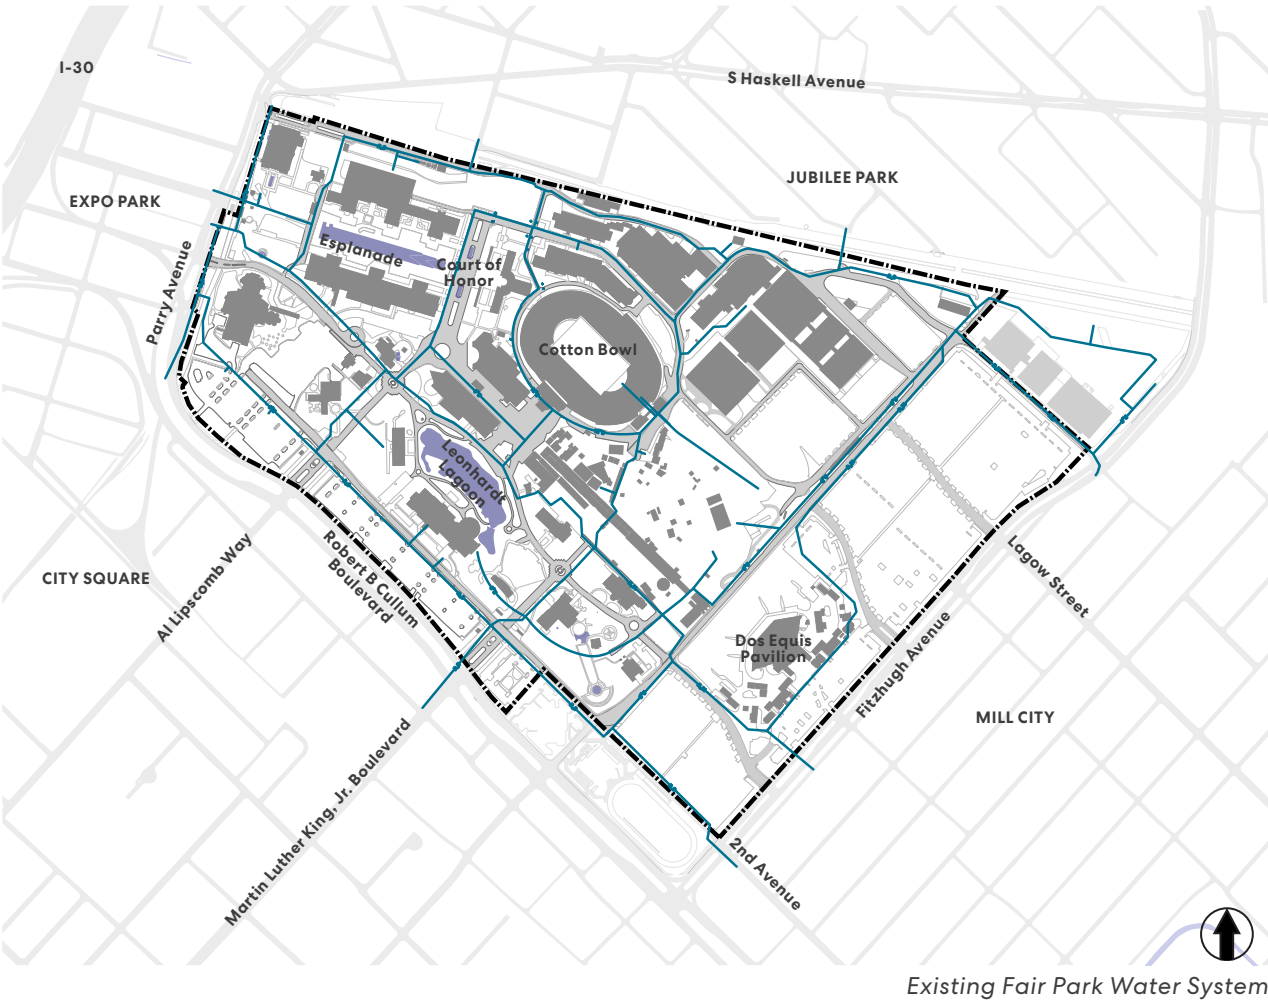 I-30
S Haskell Avenue
JUBILEE PARK
EXPO PARK
Esplanade
Court of
Honor
Parry Avenue
Cotton Bowl
Leonhardt
Lagoon
CITY SQUARE
Al Lipscomb Way
Robert B Cullum
Boulevard
Lagow Street
Dos Equis
Pavilion
Fitzhugh Avenue
MILL CITY
Martin Luther King, Jr. Boulevard
2nd Avenue
Existing Fair Park Water System